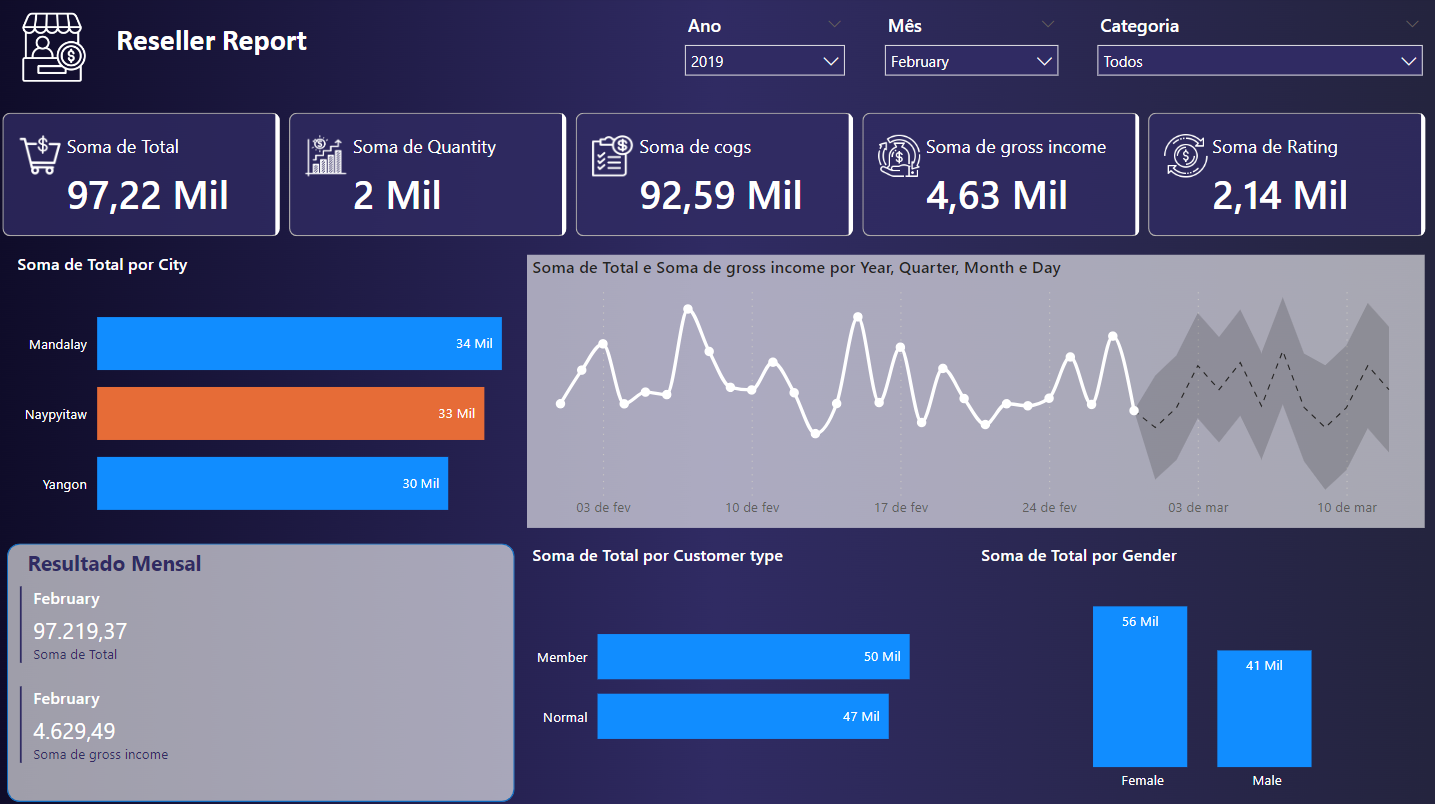 Reseller Report
Ano
Mês
Categoria
2019
February
Todos
Soma de Total
97,22 Mil
Soma de Quantity
2 Mil
Soma de cogs
92,59 Mil
Soma de gross income
4,63 Mil
Soma de Rating
2,14 Mil
Soma de Total por City
Mandalay
34 Mil
Naypyitaw
33 Mil
Yangon
30 Mil
Soma de Total e Soma de gross income por Year, Quarter, Month e Day
03 de fev
10 de fev
17 de fev
24 de fev
03 de mar
10 de mar
Resultado Mensal
February
97.219,37
Soma de Total
February
4.629,49
Soma de gross income
Soma de Total por Customer type
Member
50 Mil
Normal
47 Mil
Soma de Total por Gender
56 Mil
41 Mil
Female
Male